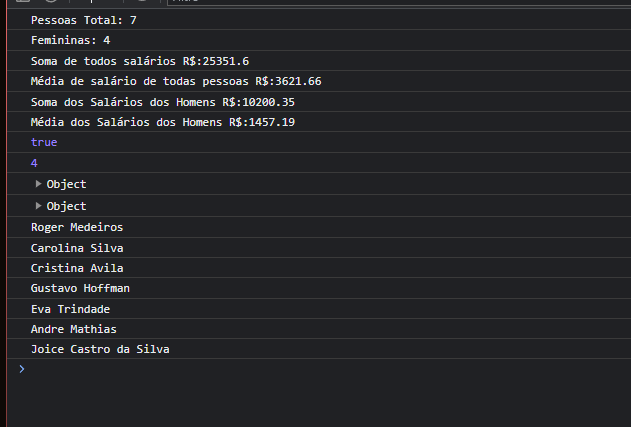 Pessoas Total: 7
Femininas: 4
Soma de todos salários R$:25351.6
Média de salário de todas pessoas R$:3621.66
Soma dos Salários dos Homens R$:10200.35
Média dos Salários dos Homens R$:1457.19
true
4
Object
Object
Roger Medeiros
Carolina Silva
Cristina Avila
Gustavo Hoffman
Eva Trindade
Andre Mathias
Joice Castro da Silva